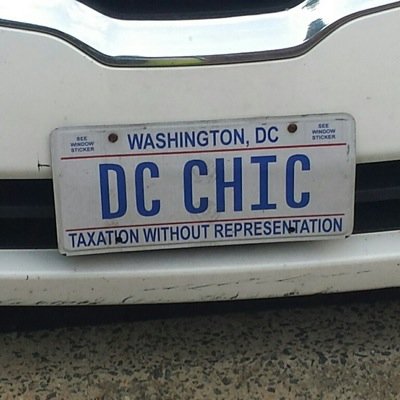 SEE
WINDOW
STICKER
WASHINGTON, DC
SEE
WINDOW
STICKER
DC CHIC
TAXATION WITHOUT REPRESENTATION